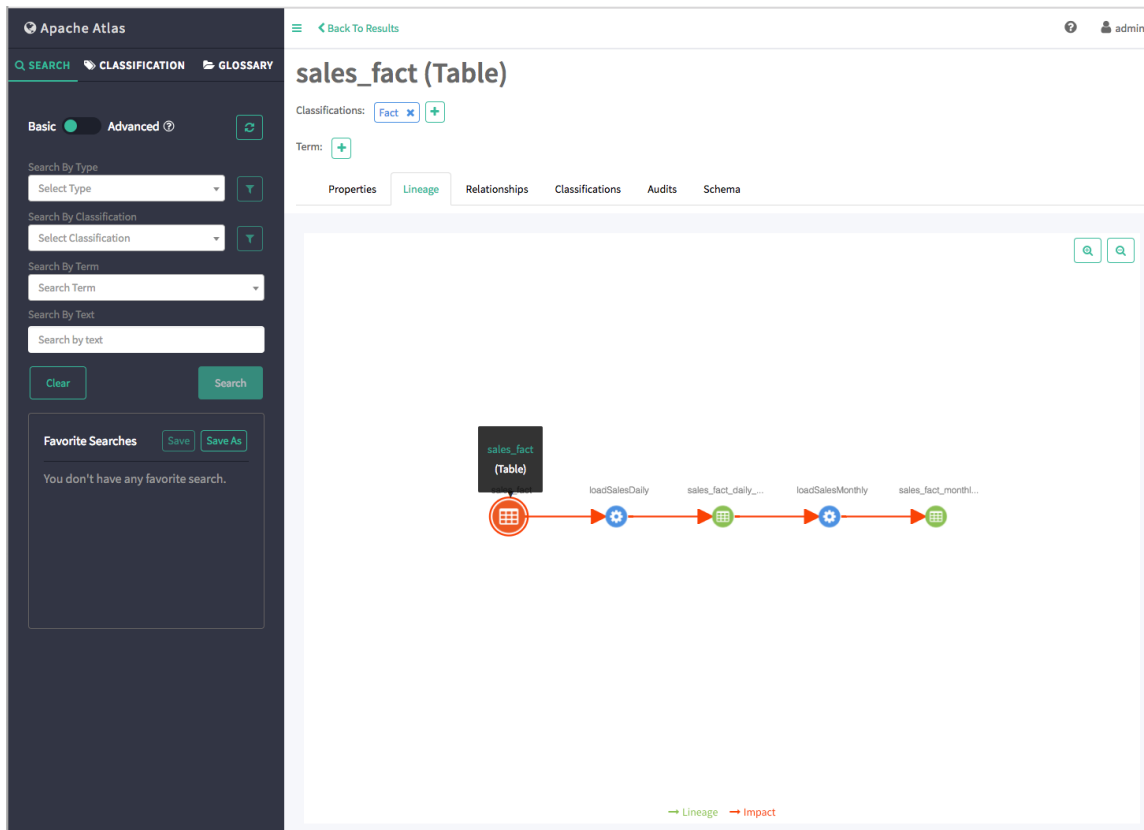 Apache Atlas
SEARCH CLASSIFICATION GLOSSARY
Basic Advanced
Search By Type
Select Type
Search By Classification
Select Classification
Search By Term
Search Term
Search By Text
Search by text
Clear Search
Favorite Searches Save Save As
You don't have any favorite search.
Back To Results admin
sales_fact (Table)
Classifications: Fact
Term:
Properties Lineage Relationships Classifications Audits Schema
sales_fact
(Table)
sales_fact loadSalesDaily sales_fact_daily_... loadSalesMonthly sales_fact_monthl...
Lineage Impact